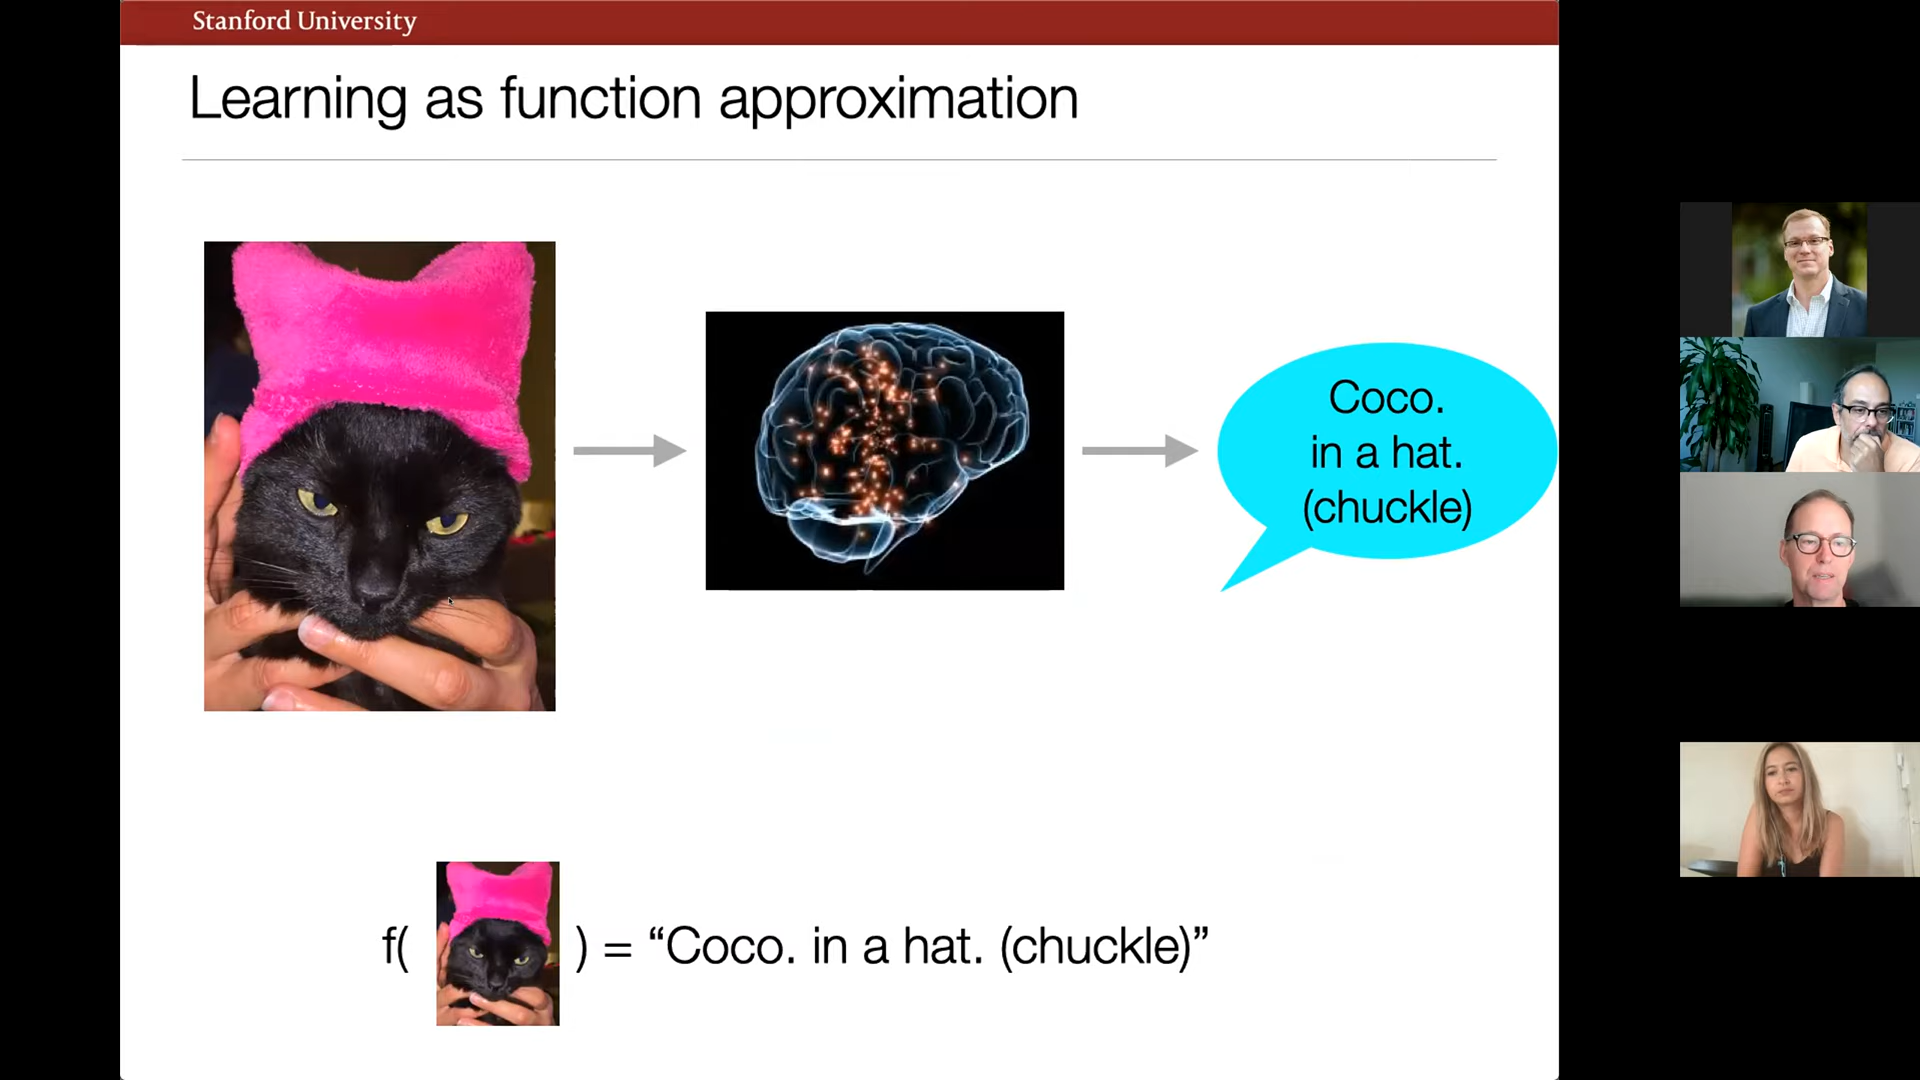 Stanford University
Learning as function approximation
Coco.
in a hat.
(chuckle)
f( ) = “Coco. in a hat. (chuckle)”